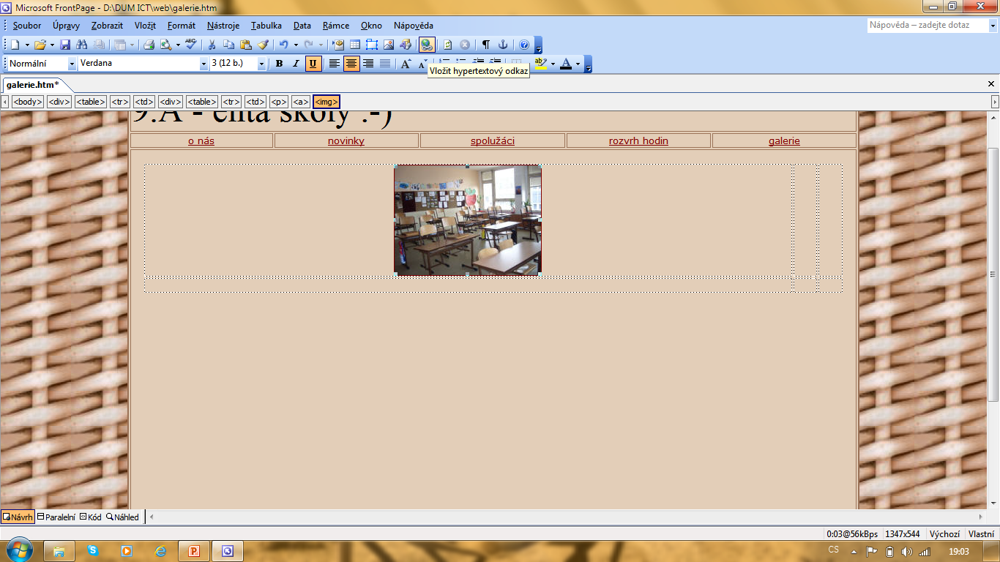 Microsoft FrontPage - D:\DUM ICT\web\galerie.htm
Soubor Úpravy Zobrazit Vložit Formát Nástroje Tabulka Data Rámce Okno Nápověda
Nápověda – zadejte dotaz
Normální Verdana 3 (12 b.) B I U A A ab A
Vložit hypertextový odkaz
galerie.htm*
<body> <div> <table> <tr> <td> <div> <table> <tr> <td> <p> <a> <img>
9.A - elita školy :-)
o nás novinky spolužáci rozvrh hodin galerie
Návrh Paralelní Kód Náhled
0:03@56kBps 1347x544 Výchozí Vlastní
CS 19:03